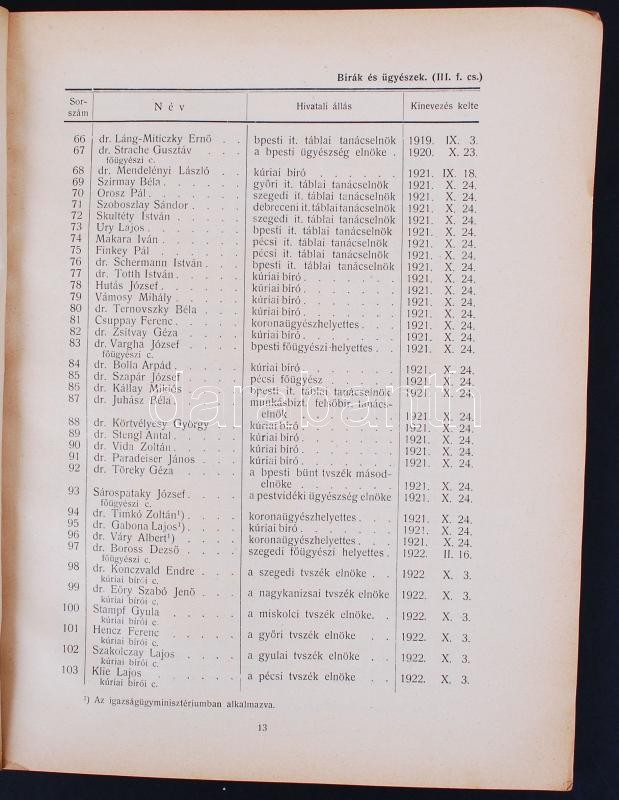 Birák és ügyészek. (III. f. cs.)
Sor-szám N é v Hivatali állás Kinevezés kelte
66 dr. Láng-Miticzky Ernő . . bpesti it. táblai tanácselnök 1919. IX. 3.
67 dr. Strache Gusztáv . . . a bpesti ügyészség elnöke . 1920. X. 23.
főügyészi c.
68 dr. Mendelényi László . . kúriai bíró . . . . . 1921. IX. 18.
69 Szirmay Béla . . . . . győri it. táblai tanácselnök 1921. X. 24.
70 Orosz Pál . . . . . . szegedi it. táblai tanácselnök 1921. X. 24.
71 Szoboszlay Sándor . . . . debreceni it. táblai tanácselnök 1921. X. 24.
72 Skultéty István . . . . szegedi it. táblai tanácselnök 1921. X. 24.
73 Ury Lajos . . . . . . bpesti it. táblai tanácselnök 1921. X. 24.
74 Makara Iván . . . . . pécsi it. táblai tanácselnök 1921. X. 24.
75 Finkey Pál . . . . . pécsi it. táblai tanácselnök 1921. X. 24.
76 dr. Schermann István . . . bpesti it. táblai tanácselnök 1921. X. 24.
77 dr. Totth István . . . . kúriai bíró . . . . . 1921. X. 24.
78 Hutás József . . . . . kúriai bíró . . . . . 1921. X. 24.
79 Vámosy Mihály . . . . kúriai bíró . . . . . 1921. X. 24.
80 dr. Ternovszky Béla . . . kúriai bíró . . . . . 1921. X. 24.
81 Csuppay Ferenc . . . . koronaügyészhelyettes . . . 1921. X. 24.
82 dr. Zsitvay Géza . . . . kúriai bíró . . . . . 1921. X. 24.
83 dr. Vargha József . . . . bpesti főügyészi helyettes . . 1921. X. 24.
főügyészi c.
84 dr. Bolla Árpád . . . . kúriai bíró . . . . . 1921. X. 24.
85 dr. Szapár József . . . . pécsi főügyész . . . . 1921. X. 24.
86 dr. Kállay Miklós . . . . bpesti it. táblai tanácselnök 1921. X. 24.
87 dr. Juhász Béla . . . . munkásbizt. felsőbír. tanács-
elnök . . . . . 1921. X. 24.
88 dr. Körtvélyesy György kúriai bíró . . . . . 1921. X. 24.
89 dr. Stengl Antal . . . . kúriai bíró . . . . . 1921. X. 24.
90 dr. Vida Zoltán . . . . kúriai bíró . . . . . 1921. X. 24.
91 dr. Paradeiser János . . . kúriai bíró . . . . . 1921. X. 24.
92 dr. Töreky Géza . . . . a bpesti bünt tvszék másod-
elnöke . . . . . 1921. X. 24.
93 Sárospataky József . . . . a pestvidéki ügyészség elnöke 1921. X. 24.
főügyészi c.
94 dr. Timkó Zoltán¹) . . . . koronaügyészhelyettes . . . 1921. X. 24.
95 dr. Gabona Lajos¹) . . . . kúriai bíró . . . . . 1921. X. 24.
96 dr. Váry Albert¹) . . . . koronaügyészhelyettes . . . 1921. X. 24.
97 dr. Boross Dezső . . . . szegedi főügyészi helyettes . 1922. II. 16.
főügyészi c.
98 dr. Konczvald Endre . . . a szegedi tvszék elnöke . . 1922 X. 3.
kúriai bírói c.
99 dr. Eőry Szabó Jenő . . . a nagykanizsai tvszék elnöke 1922. X. 3.
kúriai bírói c.
100 Stampf Gyula . . . . . a miskolci tvszék elnöke. . 1922. X. 3.
kúriai bírói c.
101 Hencz Ferenc . . . . . a győri tvszék elnöke . . 1922. X. 3.
kúriai bírói c.
102 Szakolczay Lajos . . . . a gyulai tvszék elnöke . . 1922. X. 3.
kúriai bírói c.
103 Klie Lajos . . . . . . a pécsi tvszék elnöke . . 1922. X. 3.
kúriai bírói c.
¹) Az igazságügyminisztériumban alkalmazva.
13
darabanth